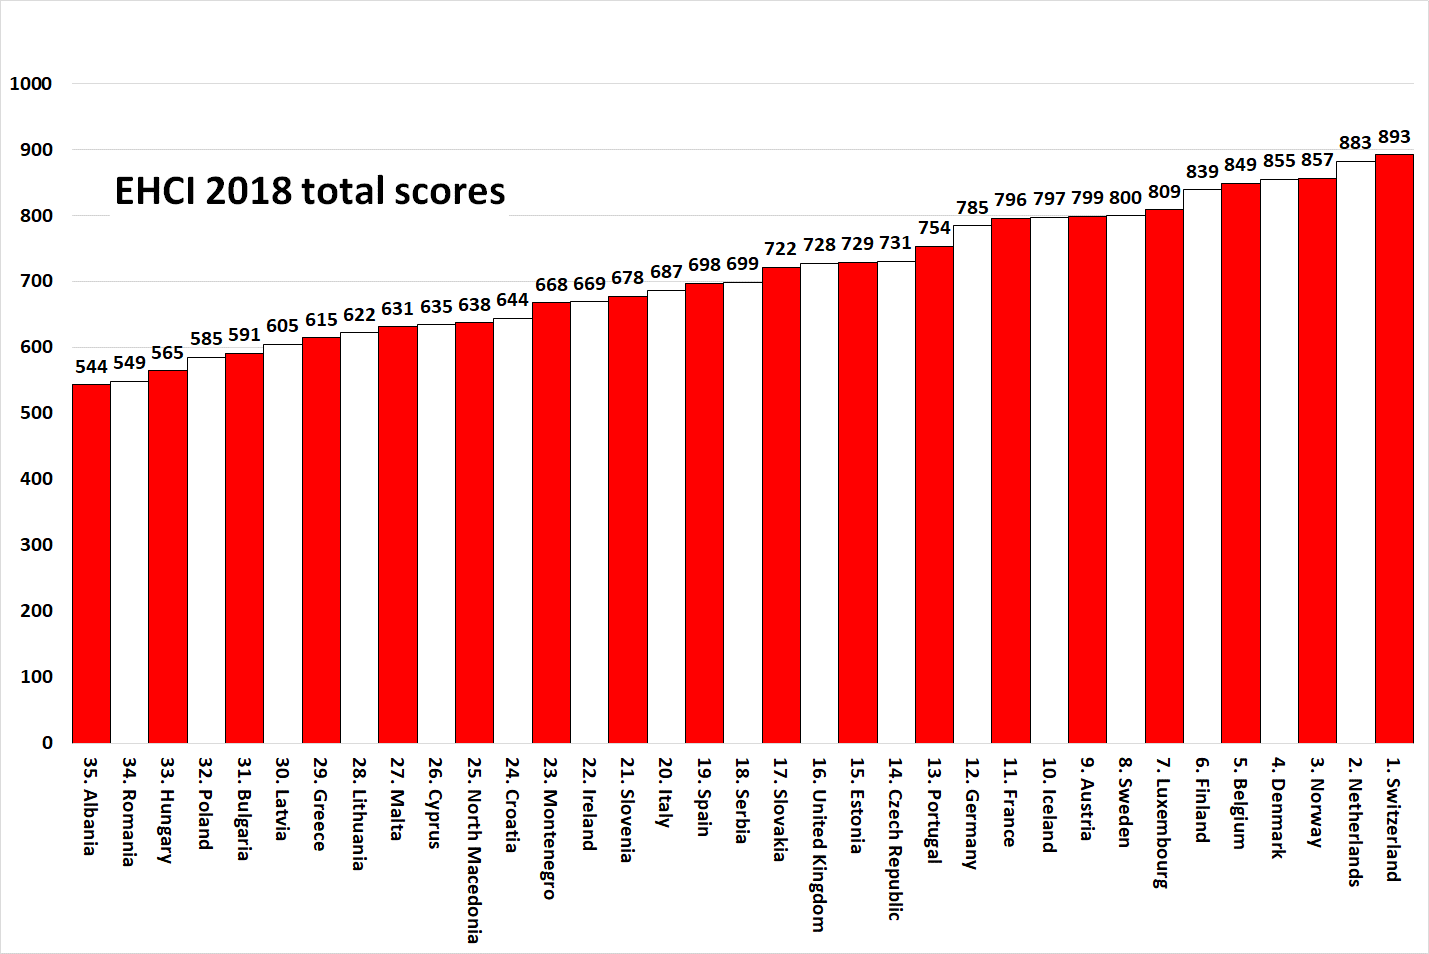 EHCI 2018 total scores
1000
900
800
700
600
500
400
300
200
100
0
544
549
565
585
591
605
615
622
631
635
638
644
668
669
678
687
698
699
722
728
729
731
754
785
796
797
799
800
809
839
849
855
857
883
893
35. Albania
34. Romania
33. Hungary
32. Poland
31. Bulgaria
30. Latvia
29. Greece
28. Lithuania
27. Malta
26. Cyprus
25. North Macedonia
24. Croatia
23. Montenegro
22. Ireland
21. Slovenia
20. Italy
19. Spain
18. Serbia
17. Slovakia
16. United Kingdom
15. Estonia
14. Czech Republic
13. Portugal
12. Germany
11. France
10. Iceland
9. Austria
8. Sweden
7. Luxembourg
6. Finland
5. Belgium
4. Denmark
3. Norway
2. Netherlands
1. Switzerland